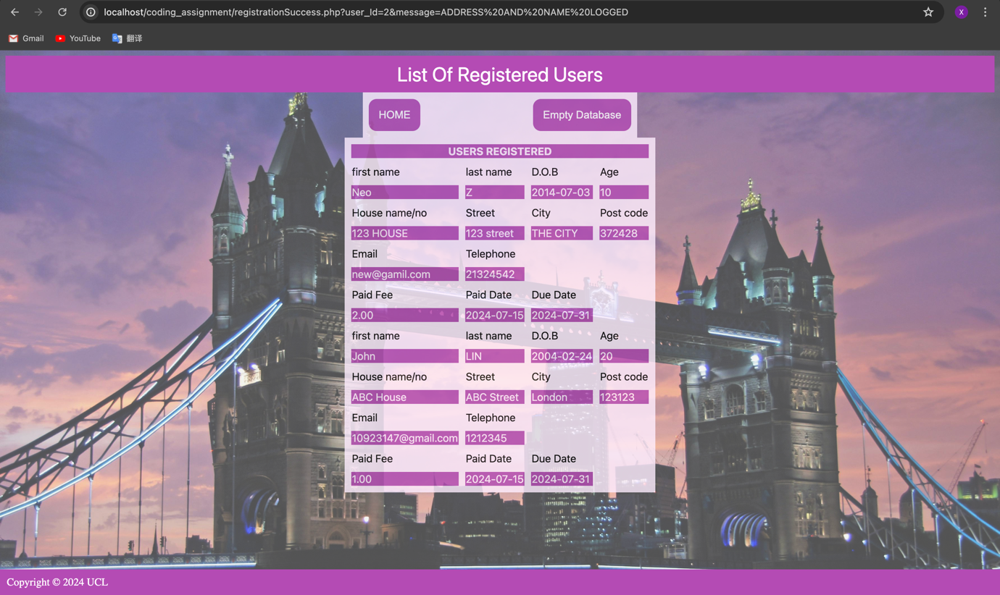 localhost/coding_assignment/registrationSuccess.php?user_Id=2&message=ADDRESS%20AND%20NAME%20LOGGED
X
Gmail YouTube 翻译
List Of Registered Users
HOME Empty Database
USERS REGISTERED
first name last name D.O.B Age
Neo Z 2014-07-03 10
House name/no Street City Post code
123 HOUSE 123 street THE CITY 372428
Email Telephone
new@gamil.com 21324542
Paid Fee Paid Date Due Date
2.00 2024-07-15 2024-07-31
first name last name D.O.B Age
John LIN 2004-02-24 20
House name/no Street City Post code
ABC House ABC Street London 123123
Email Telephone
10923147@gmail.com 1212345
Paid Fee Paid Date Due Date
1.00 2024-07-15 2024-07-31
Copyright © 2024 UCL